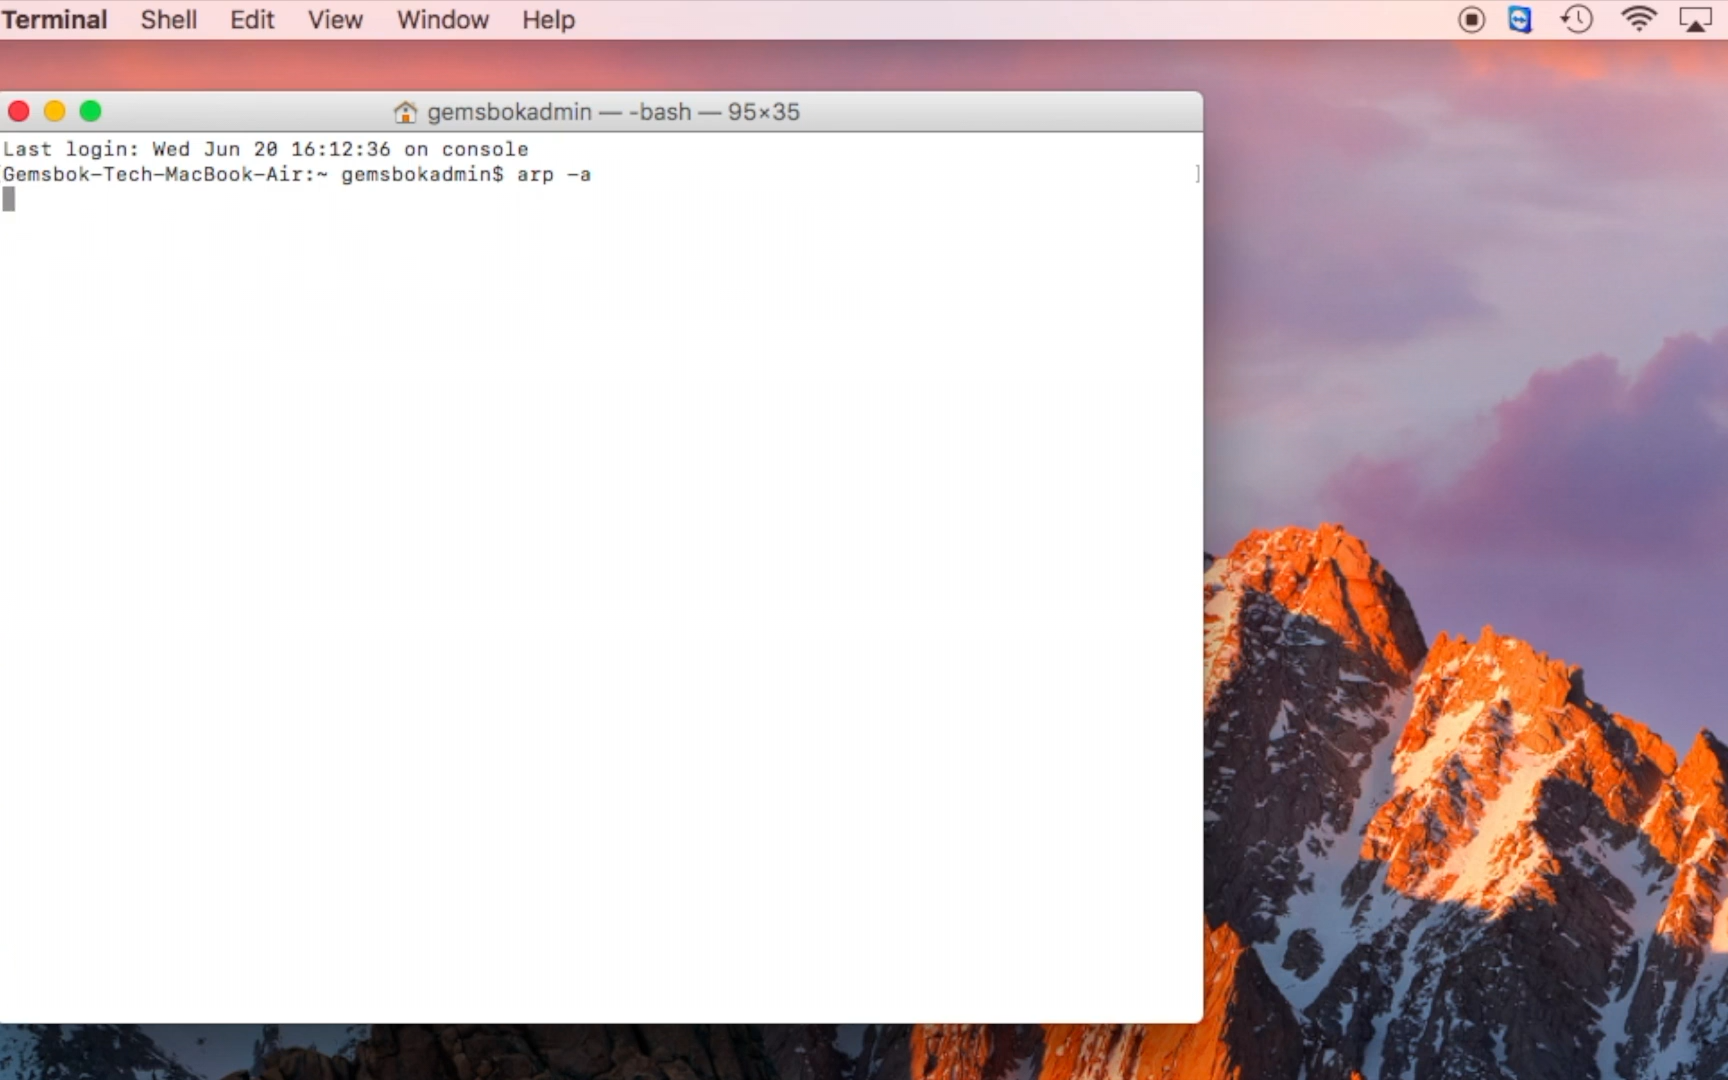 Terminal Shell Edit View Window Help
gemsbokadmin — -bash — 95×35
Last login: Wed Jun 20 16:12:36 on console
[Gemsbok-Tech-MacBook-Air:~ gemsbokadmin$ arp -a ]